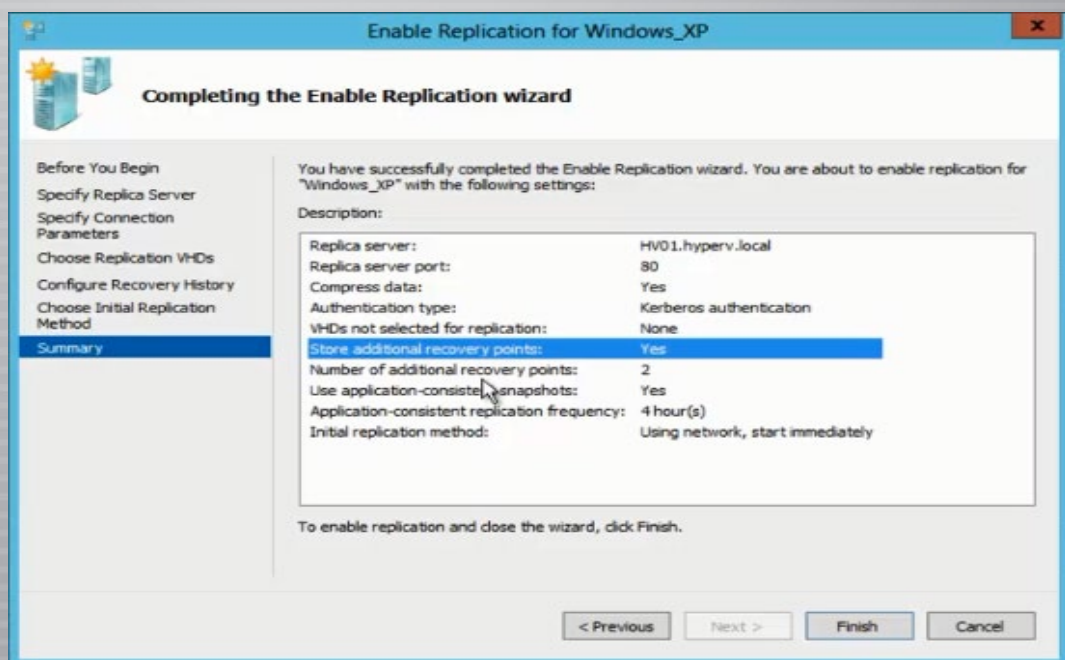 Enable Replication for Windows_XP
x
Completing the Enable Replication wizard
Before You Begin
Specify Replica Server
Specify Connection
Parameters
Choose Replication VHDs
Configure Recovery History
Choose Initial Replication
Method
Summary
You have successfully completed the Enable Replication wizard. You are about to enable replication for
"Windows_XP" with the following settings:
Description:
Replica server: HV01.hyperv.local
Replica server port: 80
Compress data: Yes
Authentication type: Kerberos authentication
VHDs not selected for replication: None
Store additional recovery points: Yes
Number of additional recovery points: 2
Use application-consistent snapshots: Yes
Application-consistent replication frequency: 4 hour(s)
Initial replication method: Using network, start immediately
To enable replication and close the wizard, click Finish.
< Previous Next > Finish Cancel